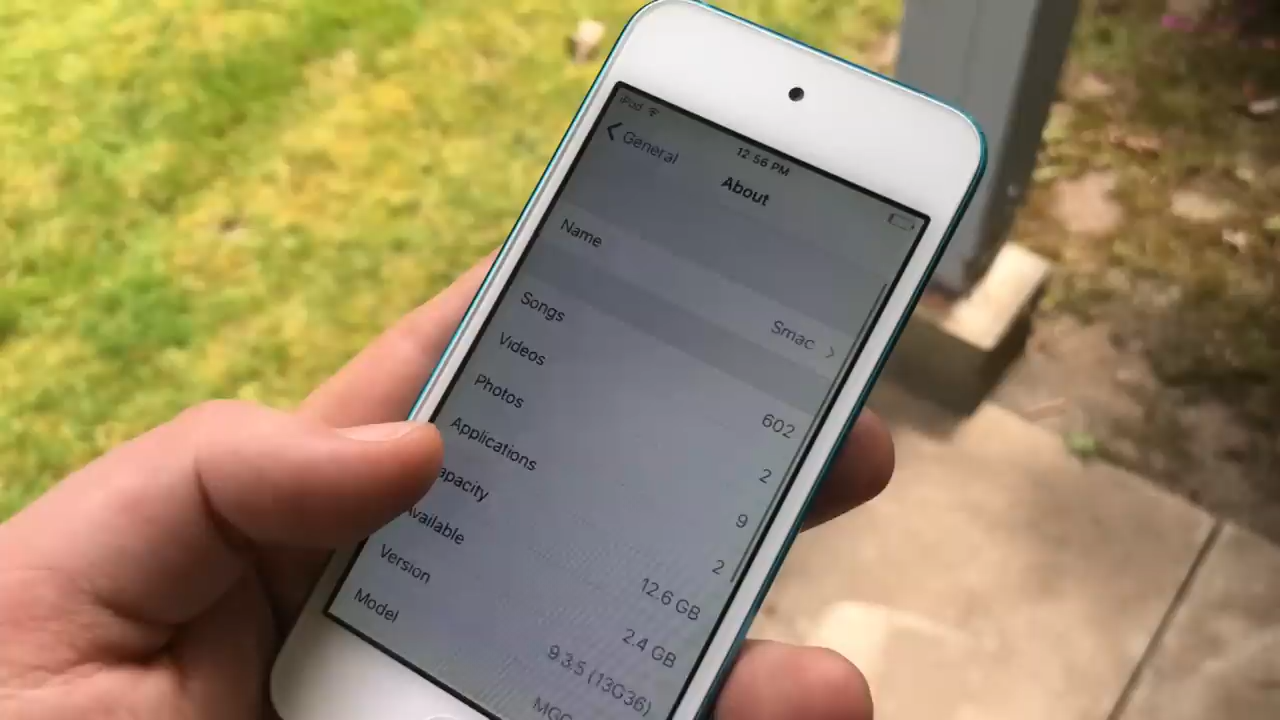 iPod
12:56 PM
General
About
Name
Smac
Songs
602
Videos
2
Photos
9
Applications
2
apacity
12.6 GB
Available
2.4 GB
Version
9.3.5 (13G36)
Model